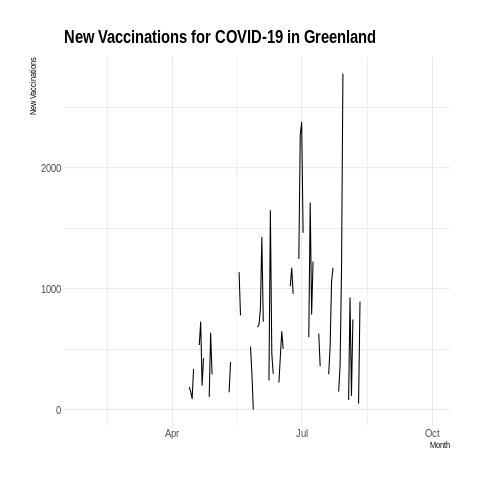 New Vaccinations for COVID-19 in Greenland
New Vaccinations
2000
1000
0
Apr
Jul
Oct
Month